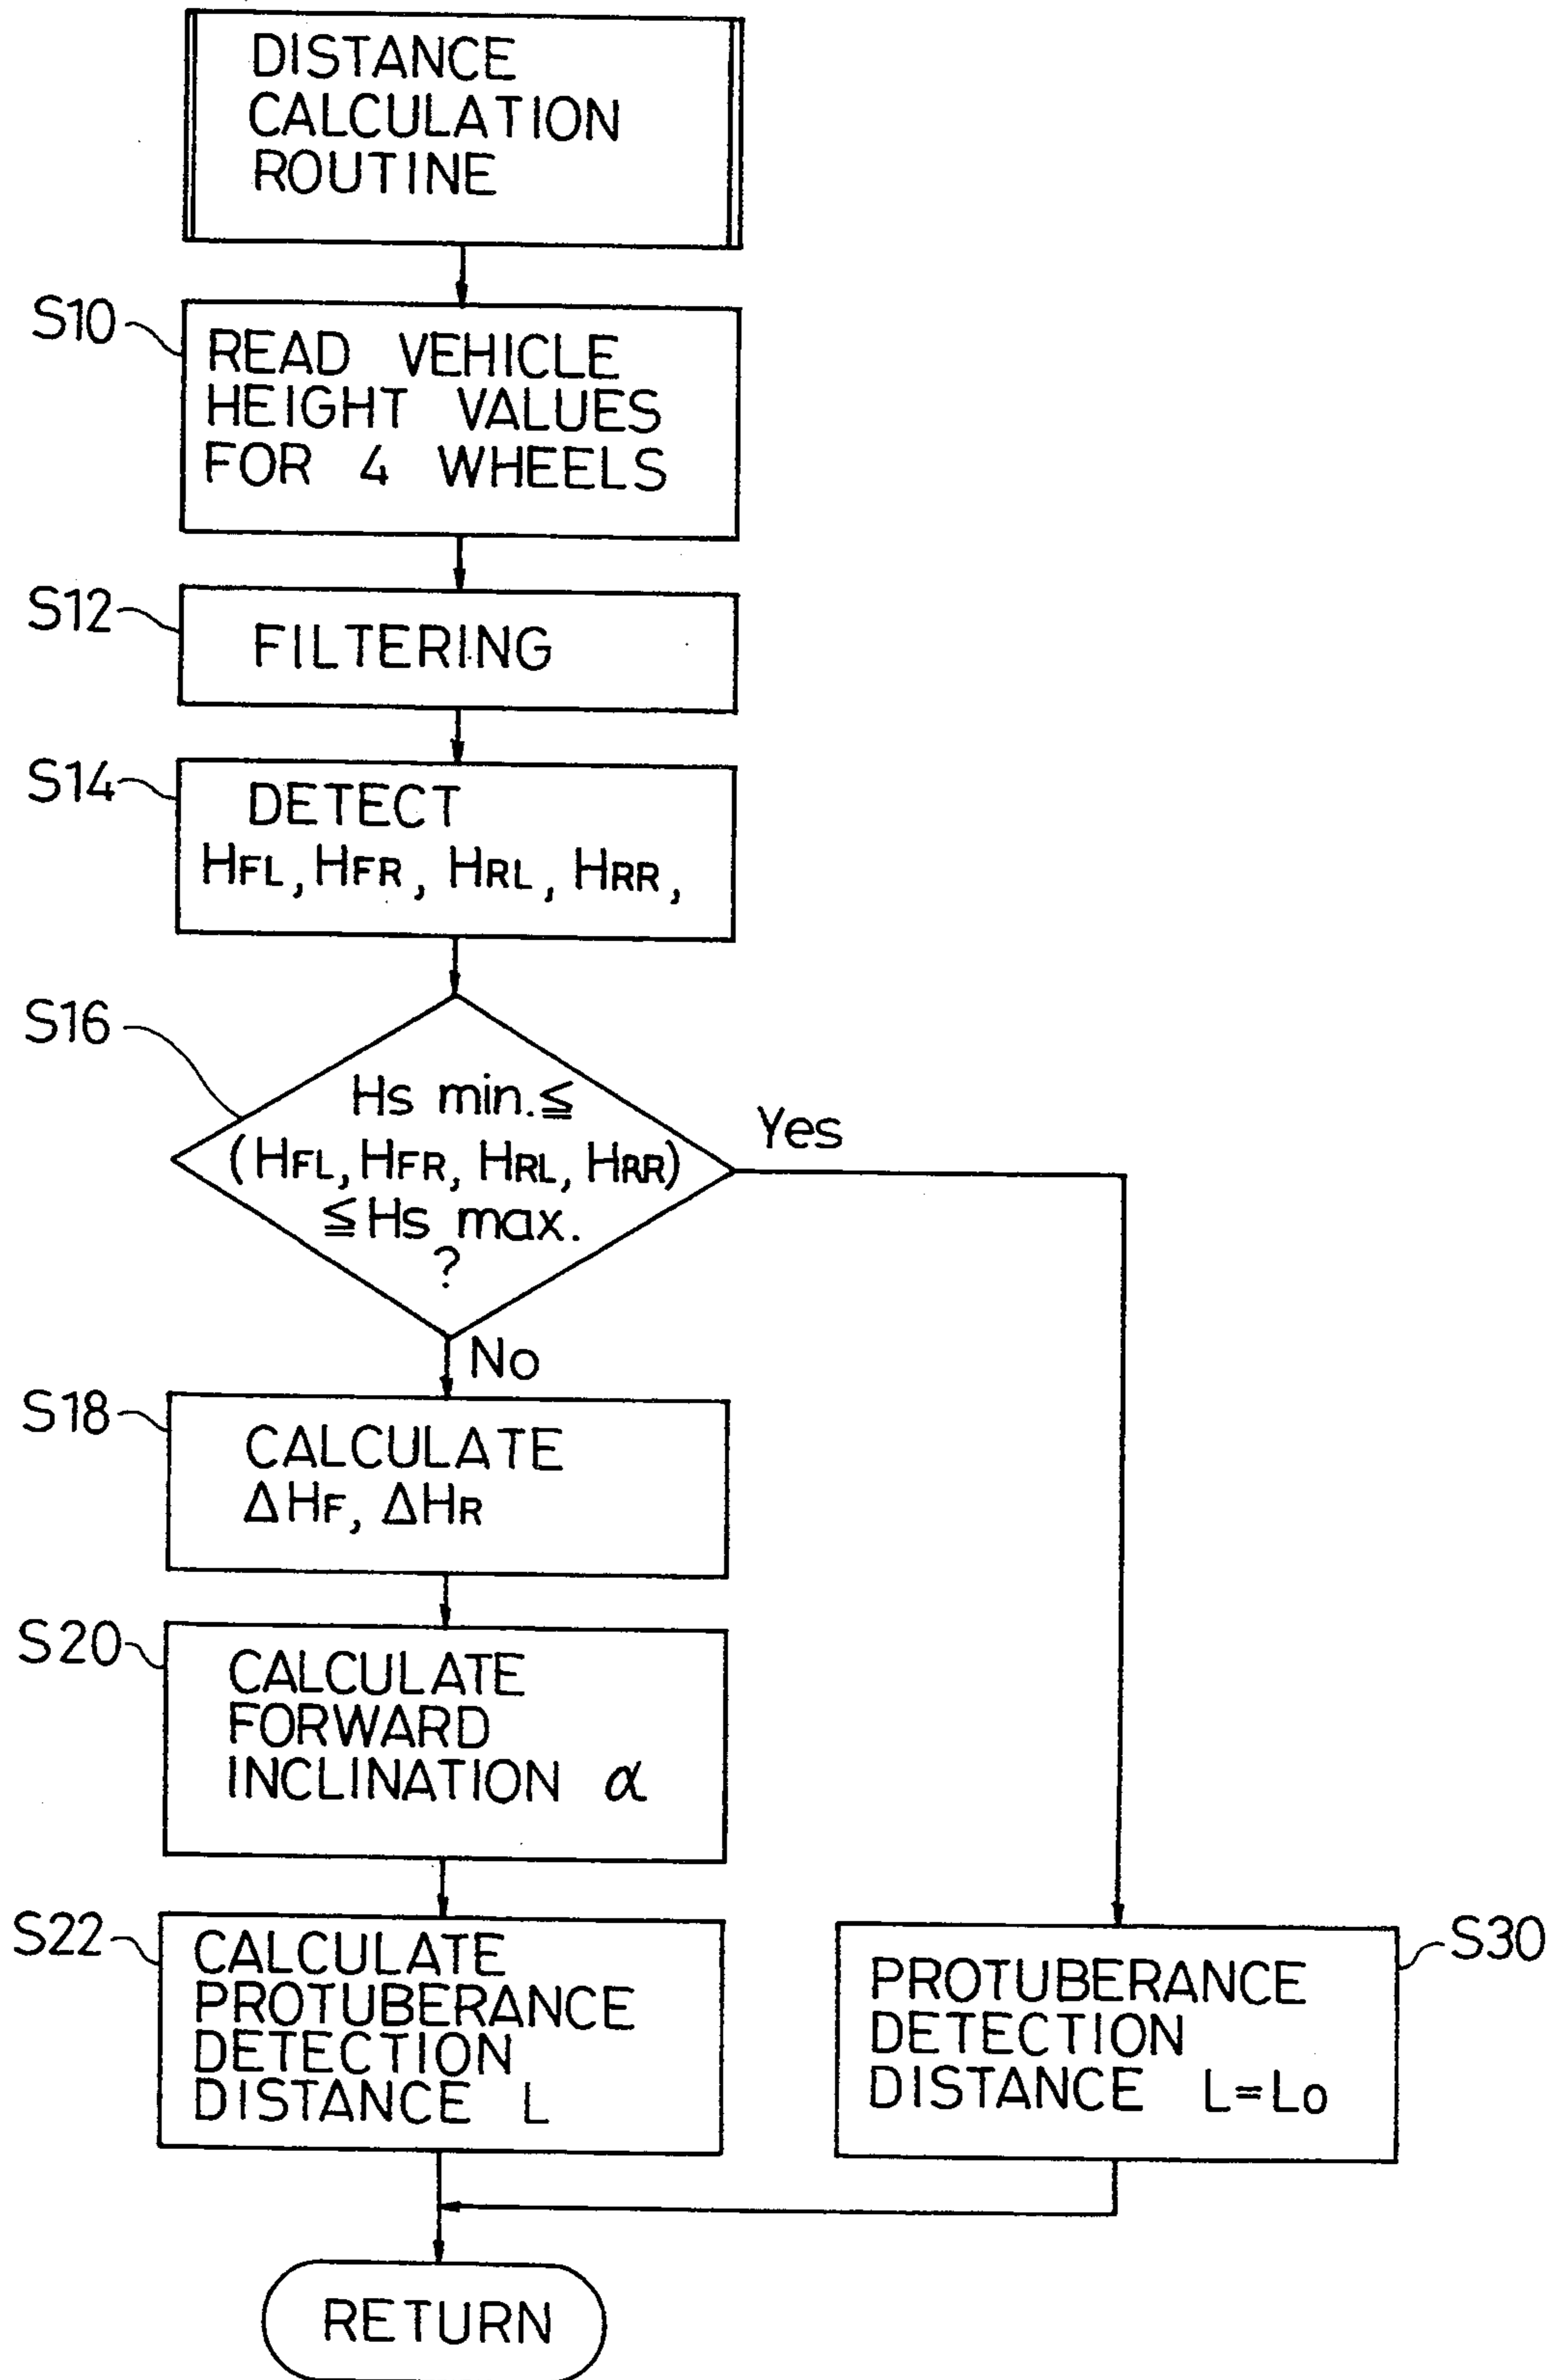 DISTANCE
CALCULATION
ROUTINE
S10
READ VEHICLE
HEIGHT VALUES
FOR 4 WHEELS
S12
FILTERING
S14
DETECT
HFL, HFR, HRL, HRR,
S16
Hs min. ≦
(HFL, HFR, HRL, HRR)
≦ Hs max.
?
Yes
No
S18
CALCULATE
ΔHF, ΔHR
S20
CALCULATE
FORWARD
INCLINATION α
S22
CALCULATE
PROTUBERANCE
DETECTION
DISTANCE L
S30
PROTUBERANCE
DETECTION
DISTANCE L=Lo
RETURN